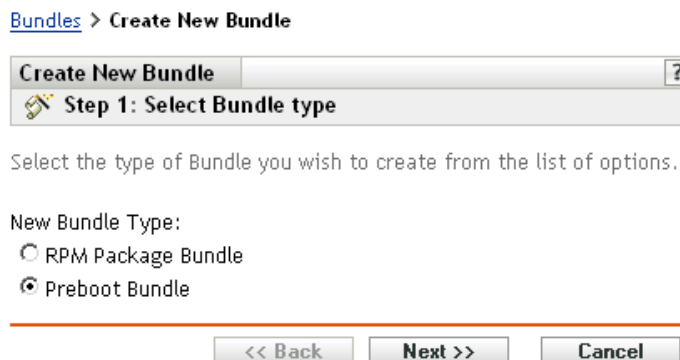 Bundles > Create New Bundle
Create New Bundle ?
Step 1: Select Bundle type
Select the type of Bundle you wish to create from the list of options.
New Bundle Type:
RPM Package Bundle
Preboot Bundle
<< Back Next >> Cancel